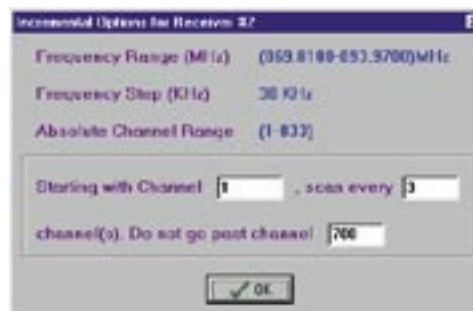 Incremental Options for Receiver #2
Frequency Range (MHz) (869.0100-893.9700)MHz
Frequency Step (KHz) 30 KHz
Absolute Channel Range (1-833)
Starting with Channel 1 , scan every 3
channel(s). Do not go past channel 700
OK